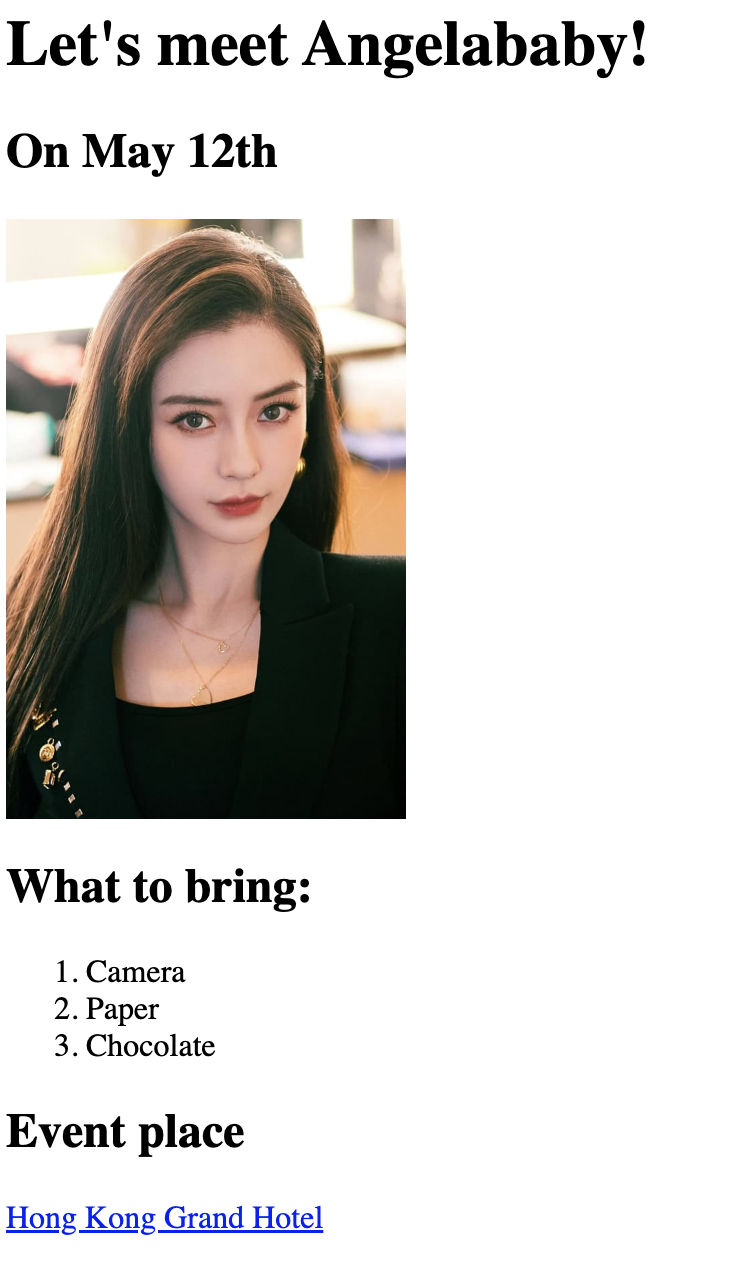 Let's meet Angelababy!
On May 12th
What to bring:
1. Camera
2. Paper
3. Chocolate
Event place
Hong Kong Grand Hotel